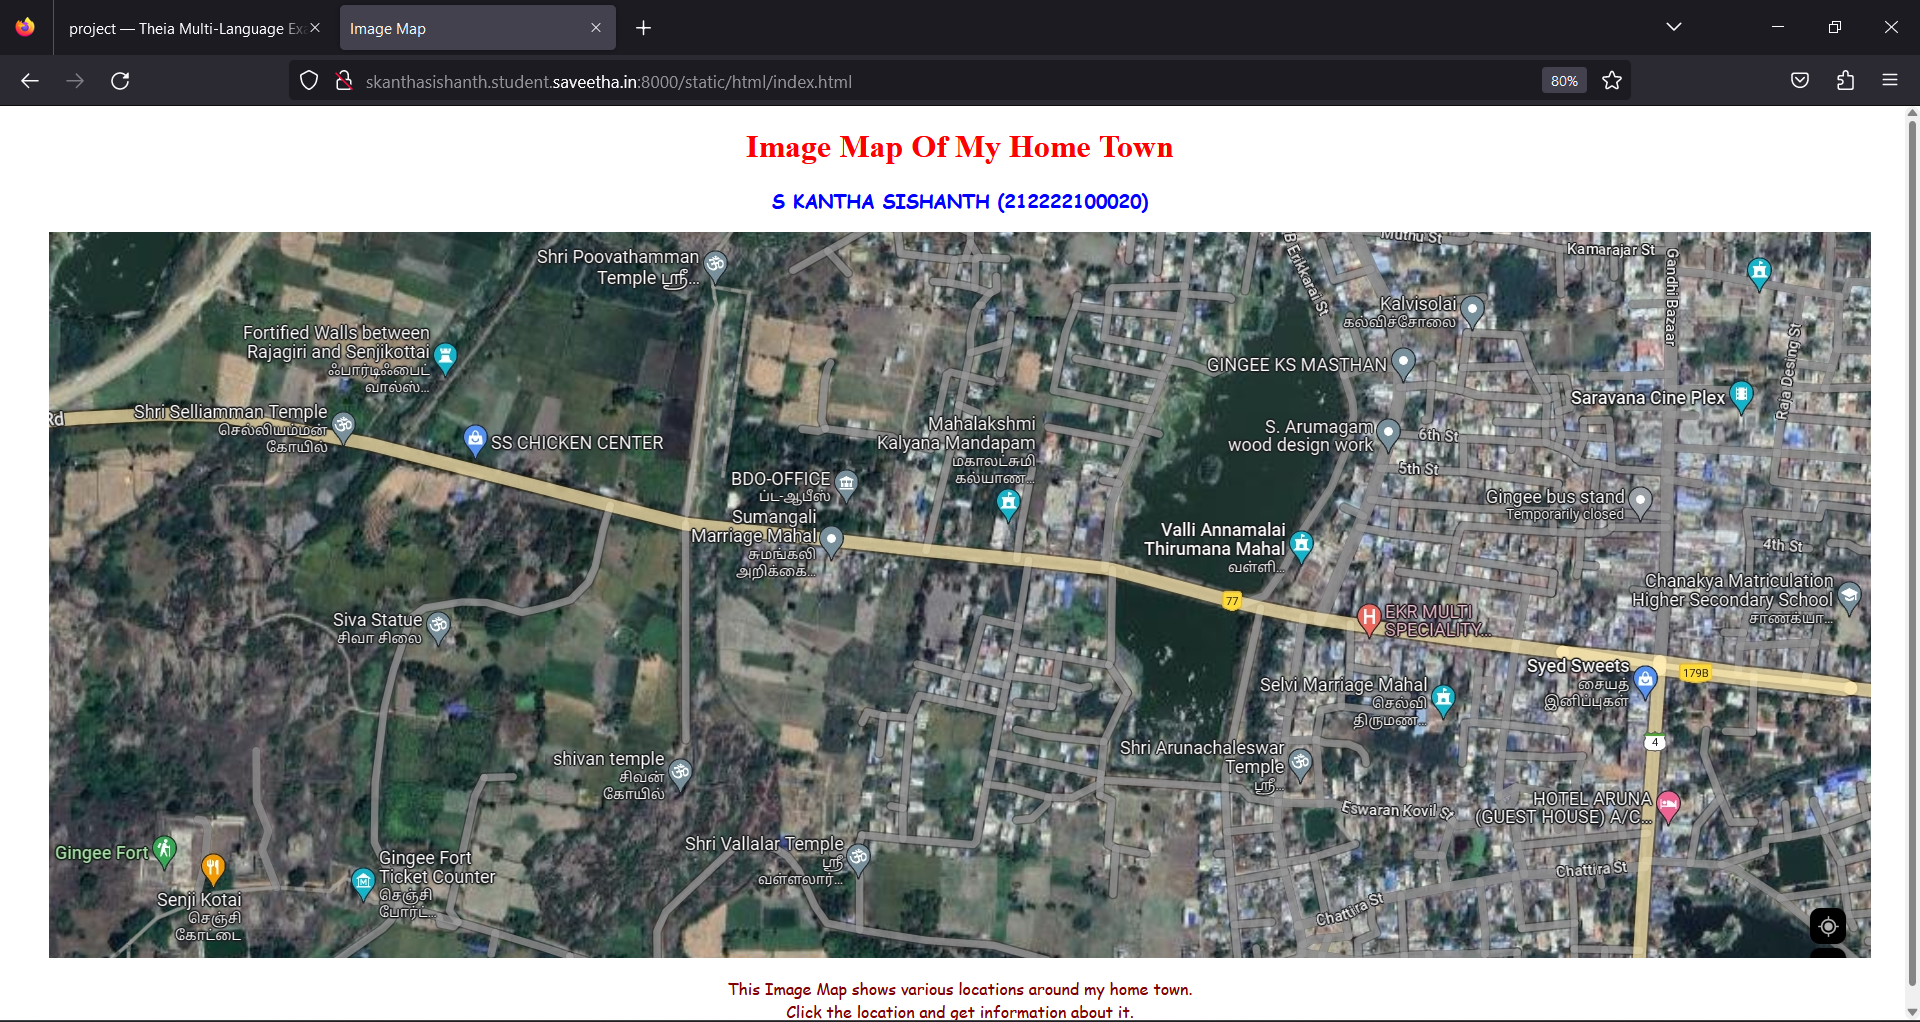 project — Theia Multi-Language Ex
Image Map
skanthasishanth.student.saveetha.in:8000/static/html/index.html
80%
Image Map Of My Home Town
S KANTHA SISHANTH (212222100020)
Shri Poovathamman
Temple ஸ்ரீ...
B Erikkarai St
Muthu St
Kamarajar St
Gandhi Bazaar
Fortified Walls between
Rajagiri and Senjikottai
ஃபார்டிஃபைட்
வால்ஸ்...
Kalvisolai
கல்விச்சோலை
Raja Desing St
GINGEE KS MASTHAN
Saravana Cine Plex
Rd
Shri Selliamman Temple
செல்லியம்மன்
கோயில்
SS CHICKEN CENTER
Mahalakshmi
Kalyana Mandapam
மகாலட்சுமி
கல்யாண...
S. Arumagam
wood design work
6th St
5th St
BDO-OFFICE
ப்ட-ஆபீஸ்
Gingee bus stand
Temporarily closed
Sumangali
Marriage Mahal
சுமங்கலி
அறிக்கை...
Valli Annamalai
Thirumana Mahal
வள்ளி...
4th St
Chanakya Matriculation
Higher Secondary School
சாணக்யா...
77
Siva Statue
சிவா சிலை
EKR MULTI
SPECIALITY...
Syed Sweets
சையத்
இனிப்புகள்
179B
Selvi Marriage Mahal
செல்வி
திருமண...
4
shivan temple
சிவன்
கோயில்
Shri Arunachaleswar
Temple
ஸ்ரீ...
Eswaran Kovil St
HOTEL ARUNA
(GUEST HOUSE) A/C...
Shri Vallalar Temple
ஸ்ரீ
வள்ளலார்...
Gingee Fort
Gingee Fort
Ticket Counter
செஞ்சி
போர்ட்...
Senji Kotai
செஞ்சி
கோட்டை
Chattira St
Chattira St
This Image Map shows various locations around my home town.
Click the location and get information about it.